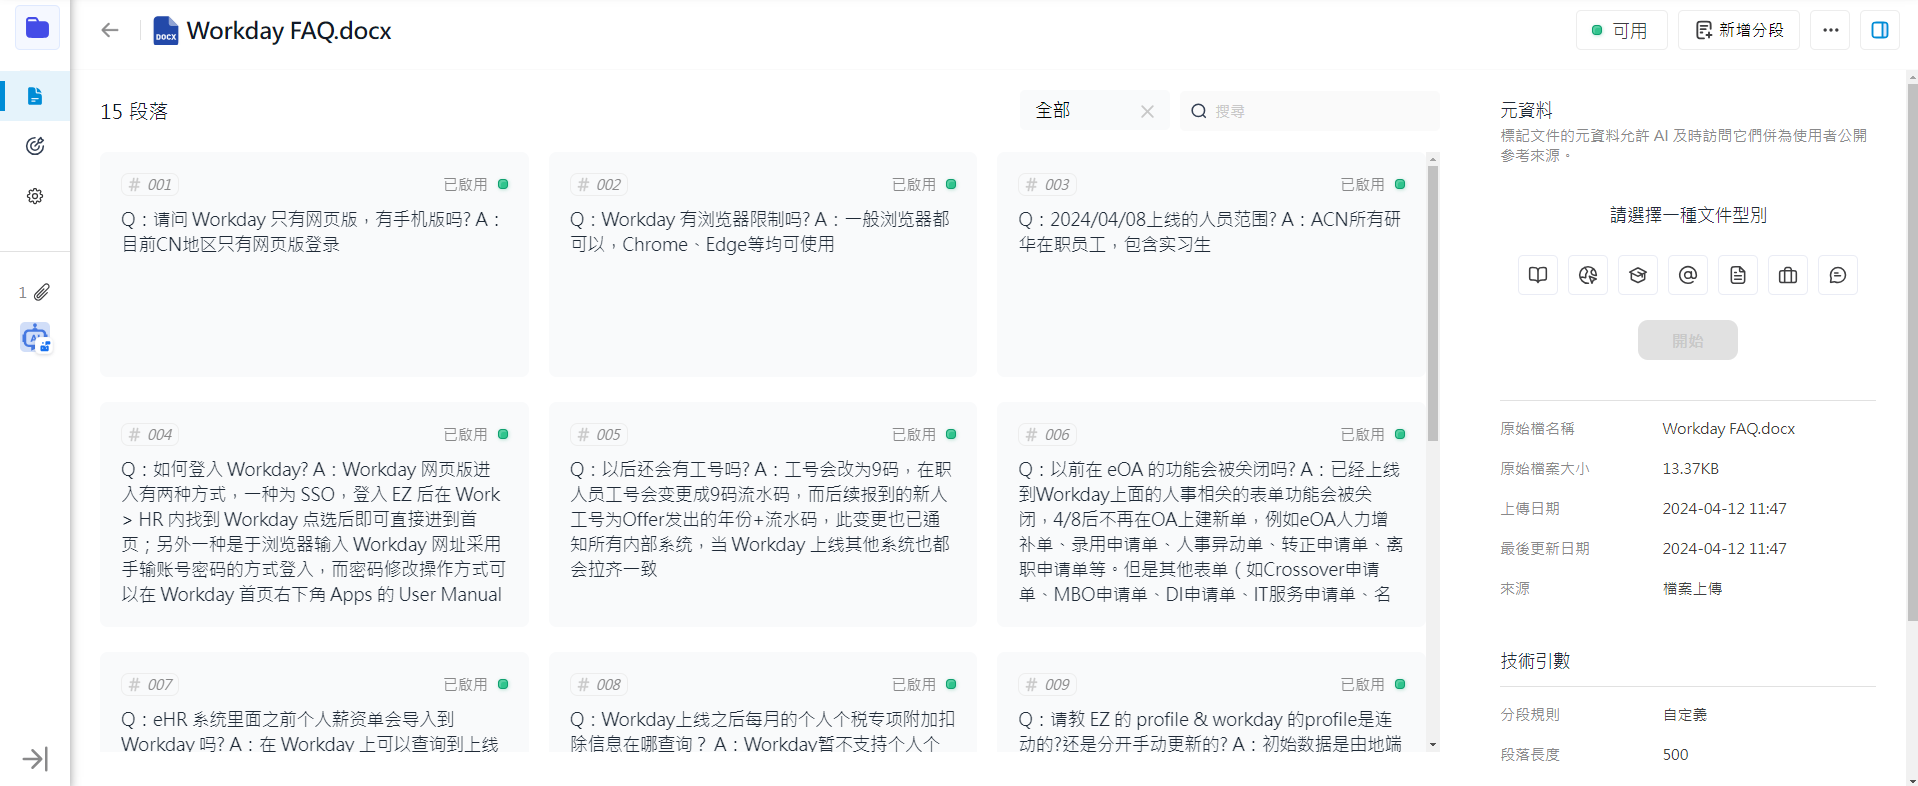 DOCX
Workday FAQ.docx
可用
新增分段
15 段落
全部
搜尋
1
# 001
已啟用
Q：请问 Workday 只有网页版，有手机版吗? A：
目前CN地区只有网页版登录
# 002
已啟用
Q：Workday 有浏览器限制吗? A：一般浏览器都
可以，Chrome、Edge等均可使用
# 003
已啟用
Q：2024/04/08上线的人员范围? A：ACN所有研
华在职员工，包含实习生
# 004
已啟用
Q：如何登入 Workday? A：Workday 网页版进
入有两种方式，一种为 SSO，登入 EZ 后在 Work
> HR 内找到 Workday 点选后即可直接进到首
页；另外一种是于浏览器输入 Workday 网址采用
手输账号密码的方式登入，而密码修改操作方式可
以在 Workday 首页右下角 Apps 的 User Manual
# 005
已啟用
Q：以后还会有工号吗? A：工号会改为9码，在职
人员工号会变更成9码流水码，而后续报到的新人
工号为Offer发出的年份+流水码，此变更也已通
知所有内部系统，当 Workday 上线其他系统也都
会拉齐一致
# 006
已啟用
Q：以前在 eOA 的功能会被关闭吗? A：已经上线
到Workday上面的人事相关的表单功能会被关
闭，4/8后不再在OA上建新单，例如eOA人力增
补单、录用申请单、人事异动单、转正申请单、离
职申请单等。但是其他表单（如Crossover申请
单、MBO申请单、DI申请单、IT服务申请单、名
# 007
已啟用
Q：eHR 系统里面之前个人薪资单会导入到
Workday 吗? A：在 Workday 上可以查询到上线
# 008
已啟用
Q：Workday上线之后每月的个人个税专项附加扣
除信息在哪查询？ A：Workday暂不支持个人个
# 009
已啟用
Q：请教 EZ 的 profile & workday 的profile是连
动的?还是分开手动更新的? A：初始数据是由地端
元資料
標記文件的元資料允許 AI 及時訪問它們併為使用者公開
參考來源。
請選擇一種文件型別
開始
原始檔名稱 Workday FAQ.docx
原始檔案大小 13.37KB
上傳日期 2024-04-12 11:47
最後更新日期 2024-04-12 11:47
來源 檔案上傳
技術引數
分段規則 自定義
段落長度 500